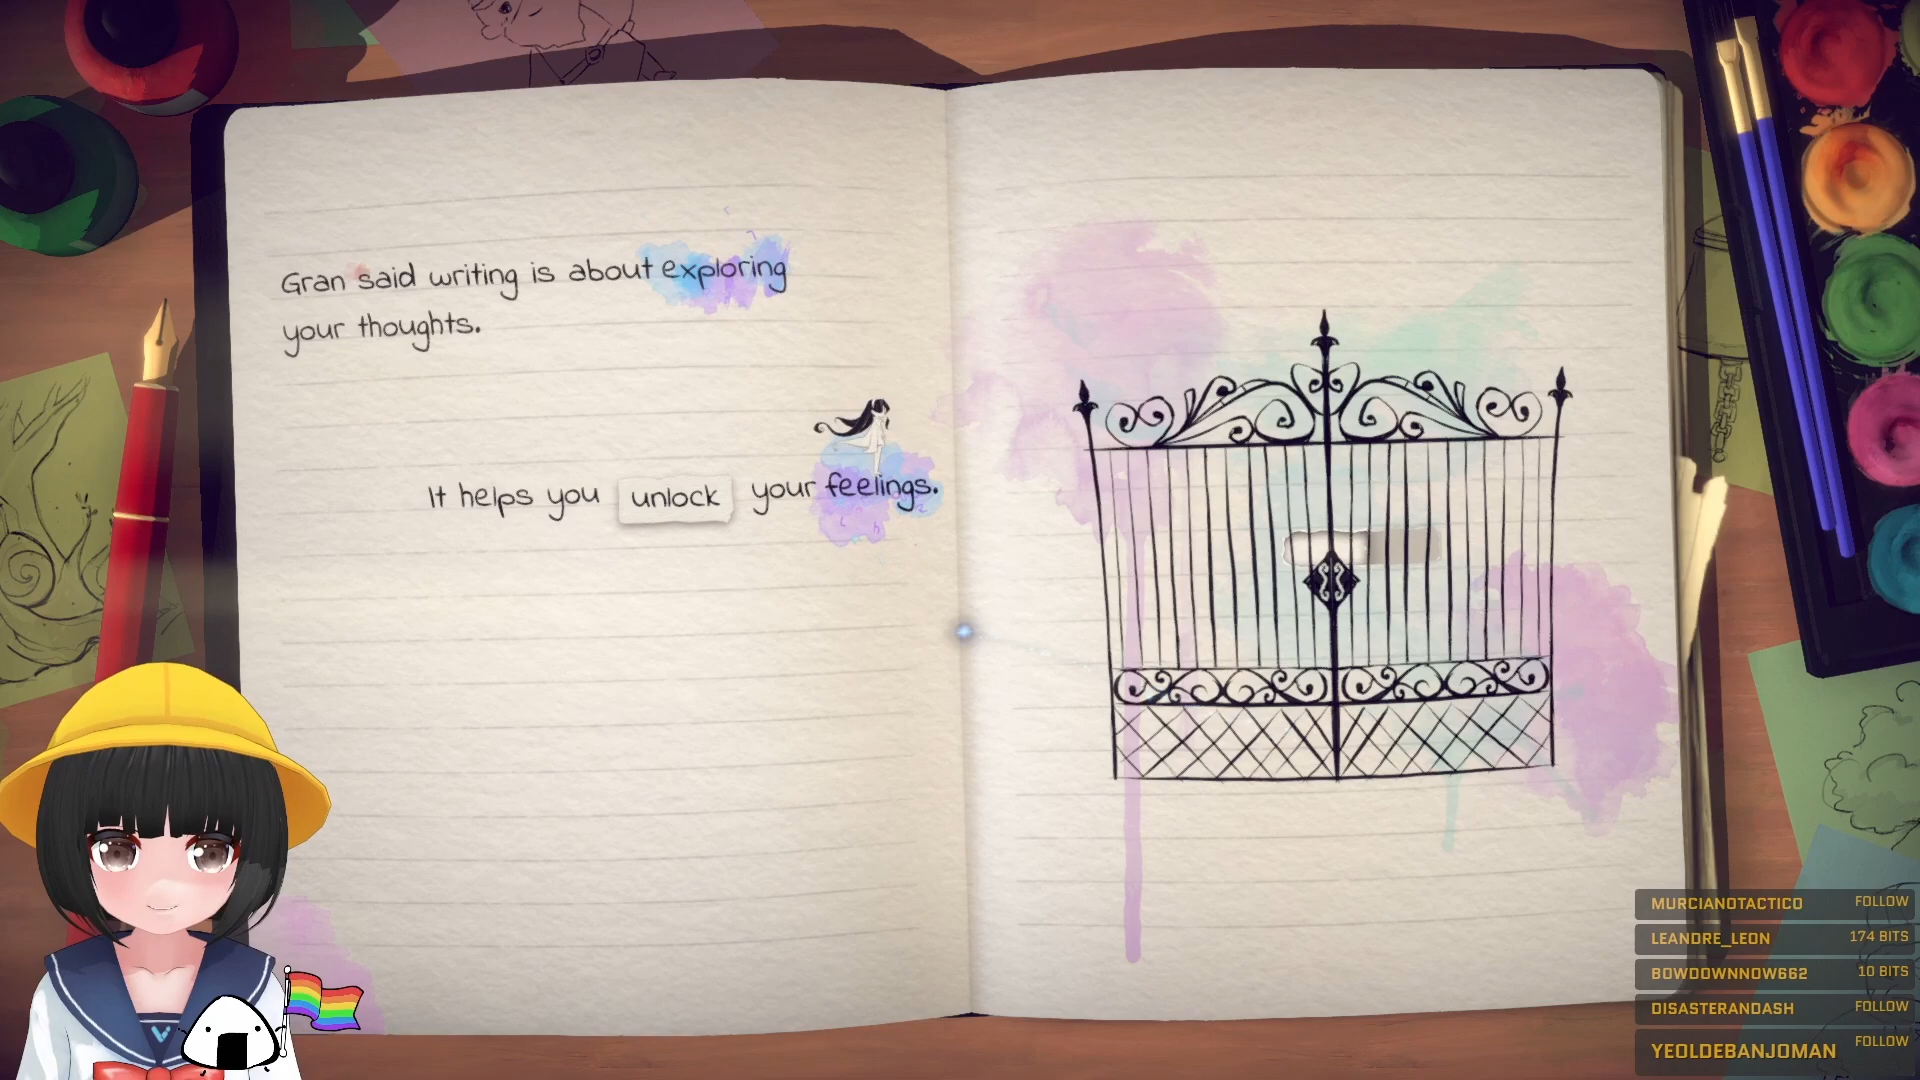 Gran said writing is about exploring
your thoughts.
It helps you unlock your feelings.
MURCIANOTACTICO FOLLOW
LEANDRE_LEON 174 BITS
BOWDOWNNOW662 10 BITS
DISASTERANDASH FOLLOW
YEOLDEBANJOMAN FOLLOW